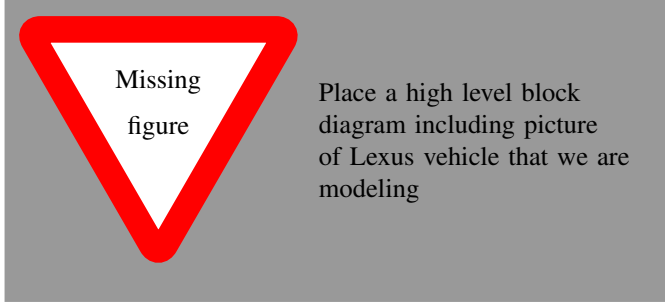 Missing
figure
Place a high level block
diagram including picture
of Lexus vehicle that we are
modeling